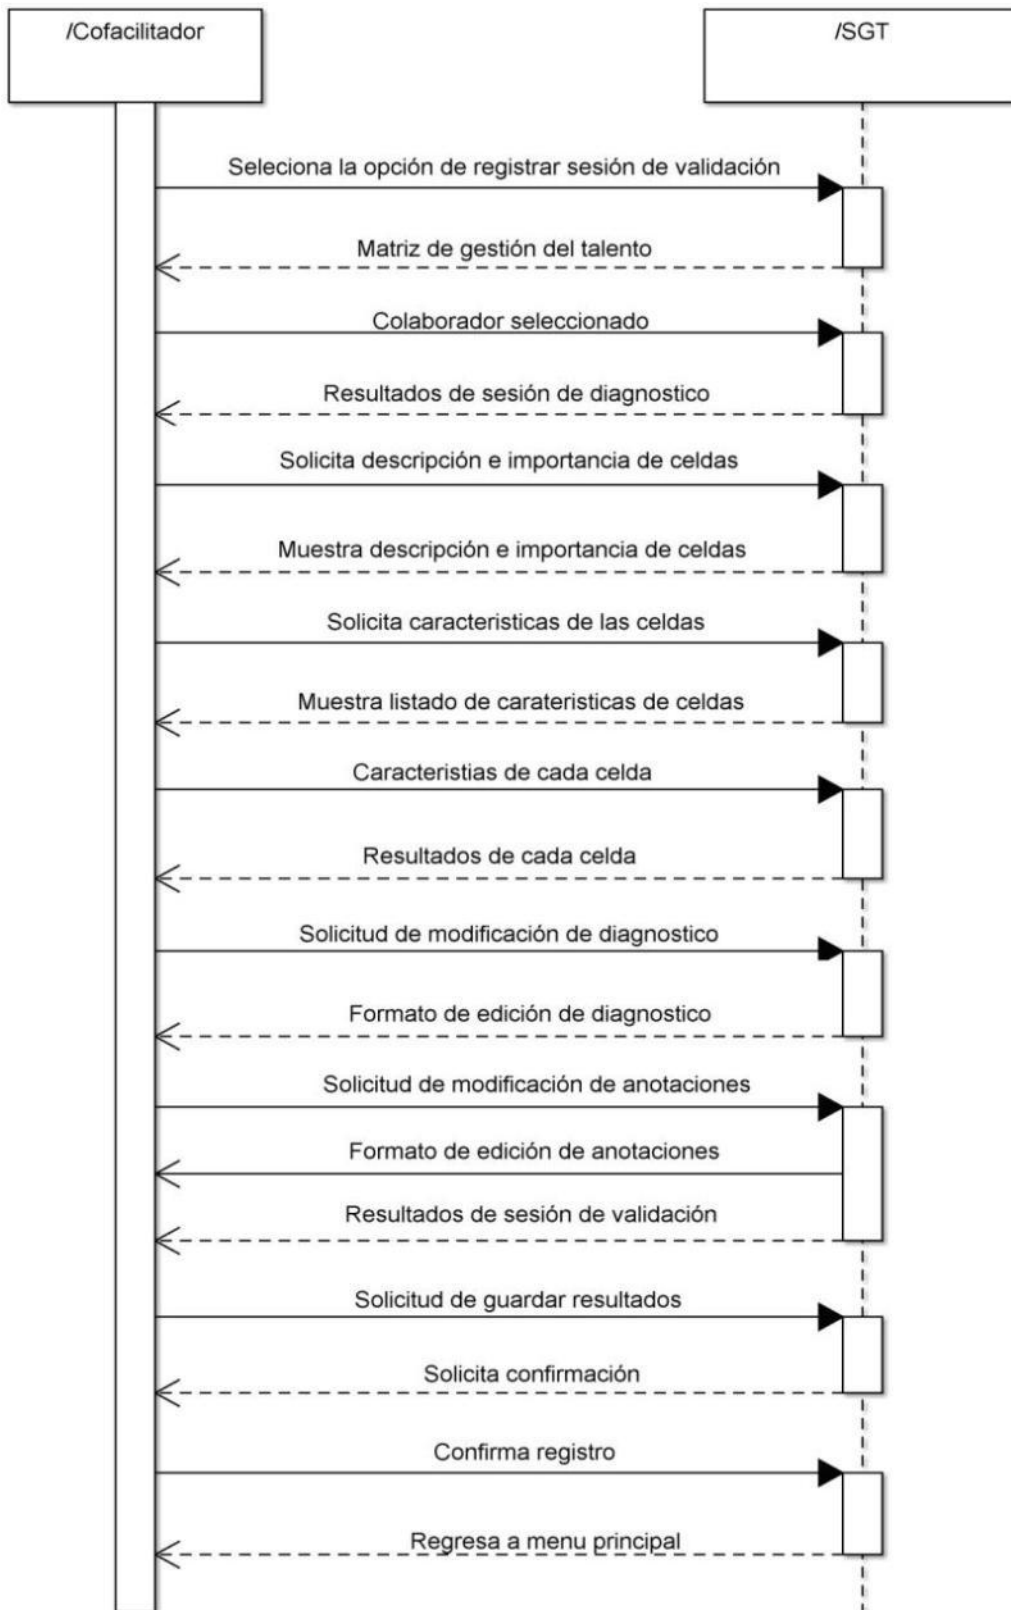 /Cofacilitador
/SGT
Seleciona la opción de registrar sesión de validación
Matriz de gestión del talento
Colaborador seleccionado
Resultados de sesión de diagnostico
Solicita descripción e importancia de celdas
Muestra descripción e importancia de celdas
Solicita caracteristicas de las celdas
Muestra listado de carateristicas de celdas
Caracteristias de cada celda
Resultados de cada celda
Solicitud de modificación de diagnostico
Formato de edición de diagnostico
Solicitud de modificación de anotaciones
Formato de edición de anotaciones
Resultados de sesión de validación
Solicitud de guardar resultados
Solicita confirmación
Confirma registro
Regresa a menu principal